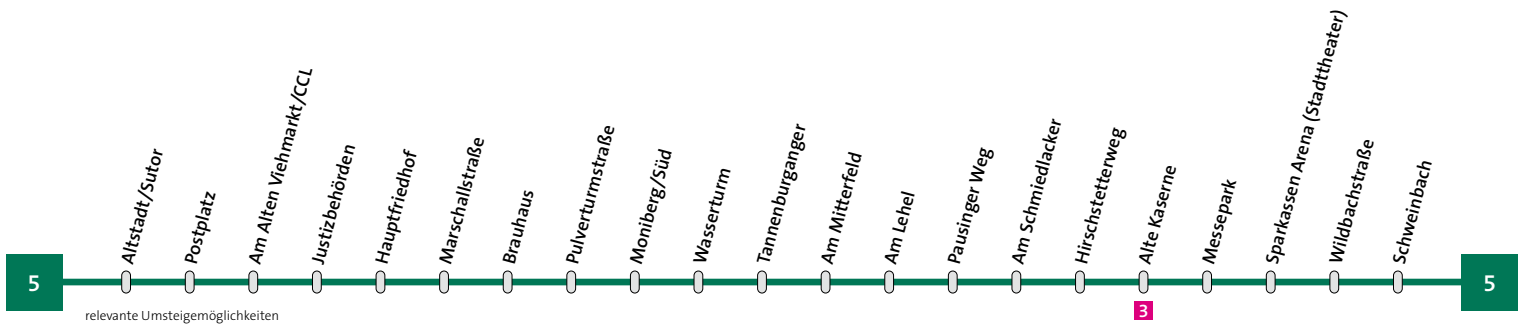 5
Altstadt/Sutor
Postplatz
Am Alten Viehmarkt/CCL
Justizbehörden
Hauptfriedhof
Marschallstraße
Brauhaus
Pulverturmstraße
Moniberg/Süd
Wasserturm
Tannenburganger
Am Mitterfeld
Am Lehel
Pausinger Weg
Am Schmiedlacker
Hirschstetterweg
Alte Kaserne
Messepark
Sparkassen Arena (Stadttheater)
Wildbachstraße
Schweinbach
5
relevante Umsteigemöglichkeiten
3